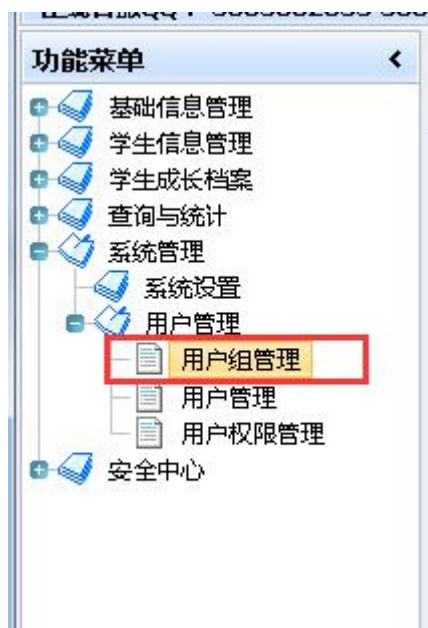 功能菜单
基础信息管理
学生信息管理
学生成长档案
查询与统计
系统管理
系统设置
用户管理
用户组管理
用户管理
用户权限管理
安全中心